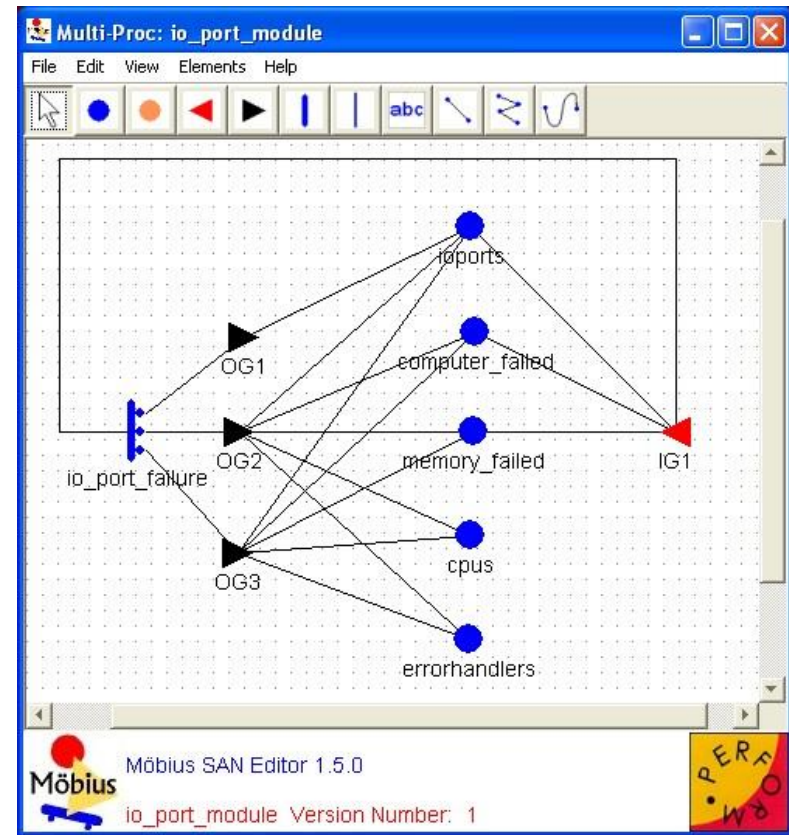 Multi-Proc: io_port_module
File Edit View Elements Help
abc
ioports
OG1
computer_failed
OG2
memory_failed
IG1
io_port_failure
cpus
OG3
errorhandlers
Möbius
Möbius SAN Editor 1.5.0
io_port_module Version Number: 1
PERFORM